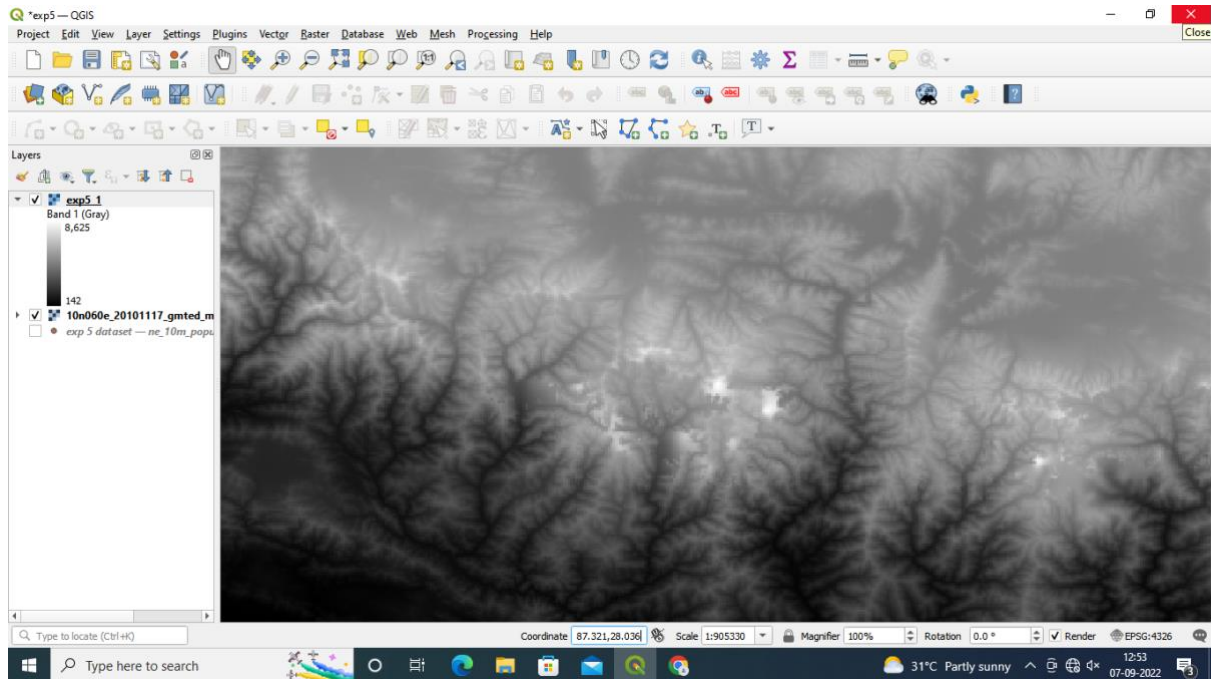 *exp5 — QGIS
Close
Project Edit View Layer Settings Plugins Vector Raster Database Web Mesh Processing Help
Layers
exp5_1
Band 1 (Gray)
8,625
142
10n060e_20101117_gmted_m
exp 5 dataset — ne_10m_popu
Type to locate (Ctrl+K) Coordinate 87.321,28.036 Scale 1:905330 Magnifier 100% Rotation 0.0 ° Render EPSG:4326
Type here to search 31°C Partly sunny 12:53
07-09-2022